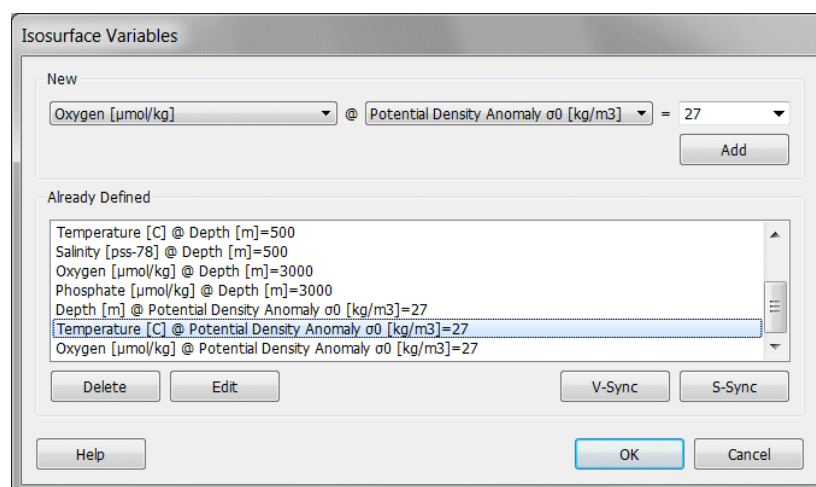 Isosurface Variables
New
Oxygen [µmol/kg] @ Potential Density Anomaly σ0 [kg/m3] = 27
Add
Already Defined
Temperature [C] @ Depth [m]=500
Salinity [pss-78] @ Depth [m]=500
Oxygen [µmol/kg] @ Depth [m]=3000
Phosphate [µmol/kg] @ Depth [m]=3000
Depth [m] @ Potential Density Anomaly σ0 [kg/m3]=27
Temperature [C] @ Potential Density Anomaly σ0 [kg/m3]=27
Oxygen [µmol/kg] @ Potential Density Anomaly σ0 [kg/m3]=27
Delete Edit V-Sync S-Sync
Help OK Cancel